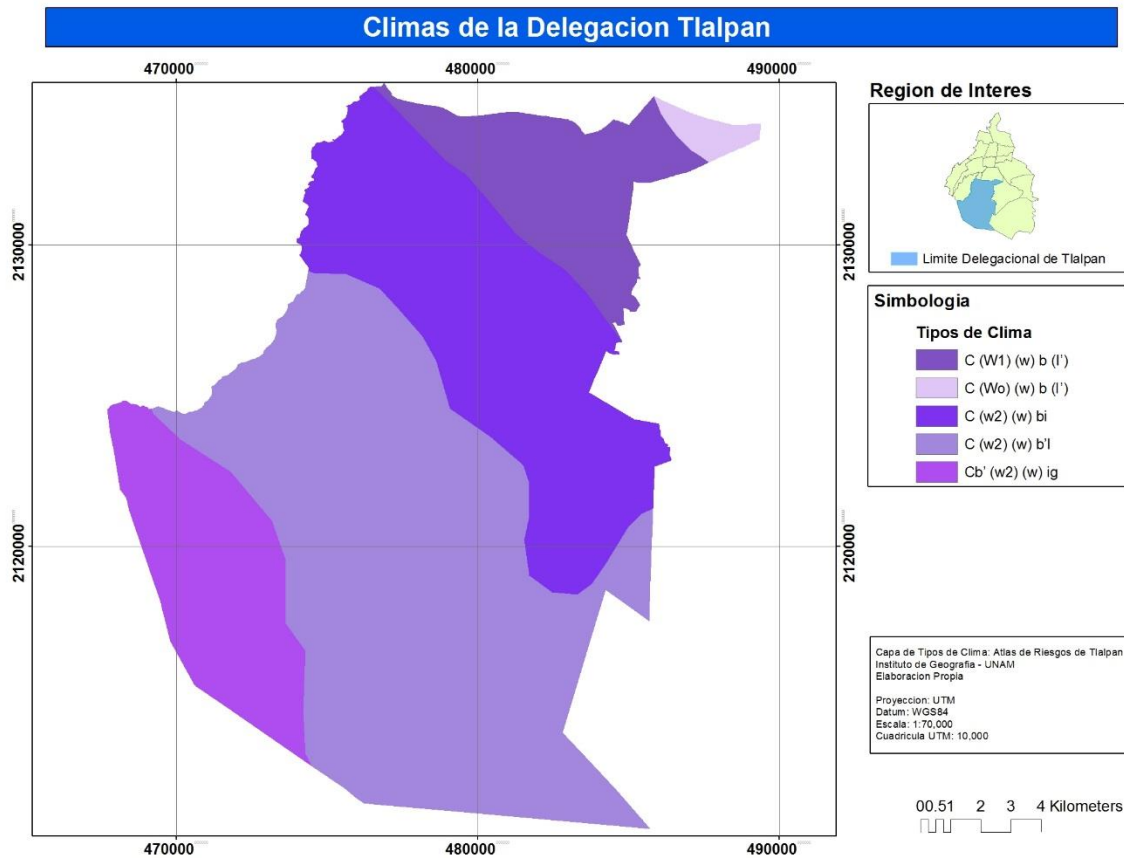 Climas de la Delegacion Tlalpan
470000 480000 490000
2130000 2130000
2120000 2120000
470000 480000 490000
Region de Interes
Limite Delegacional de Tlalpan
Simbologia
Tipos de Clima
C (W1) (w) b (I')
C (Wo) (w) b (I')
C (w2) (w) bi
C (w2) (w) b'I
Cb' (w2) (w) ig
Capa de Tipos de Clima: Atlas de Riesgos de Tlalpan
Instituto de Geografia - UNAM
Elaboracion Propia
Proyeccion: UTM
Datum: WGS84
Escala: 1:70,000
Cuadricula UTM: 10,000
00.51 2 3 4 Kilometers